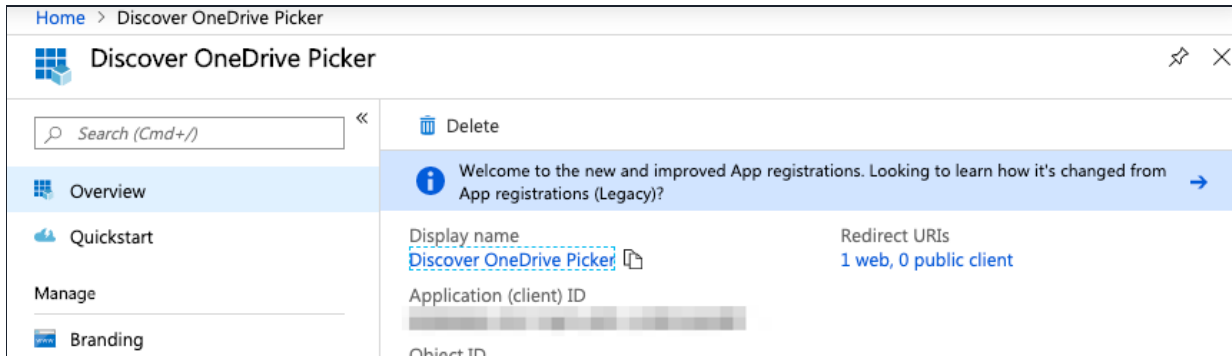 Home > Discover OneDrive Picker
Discover OneDrive Picker
Search (Cmd+/)
«
Overview
Quickstart
Manage
Branding
Delete
Welcome to the new and improved App registrations. Looking to learn how it's changed from
App registrations (Legacy)?
Display name
Discover OneDrive Picker
Redirect URIs
1 web, 0 public client
Application (client) ID
Object ID